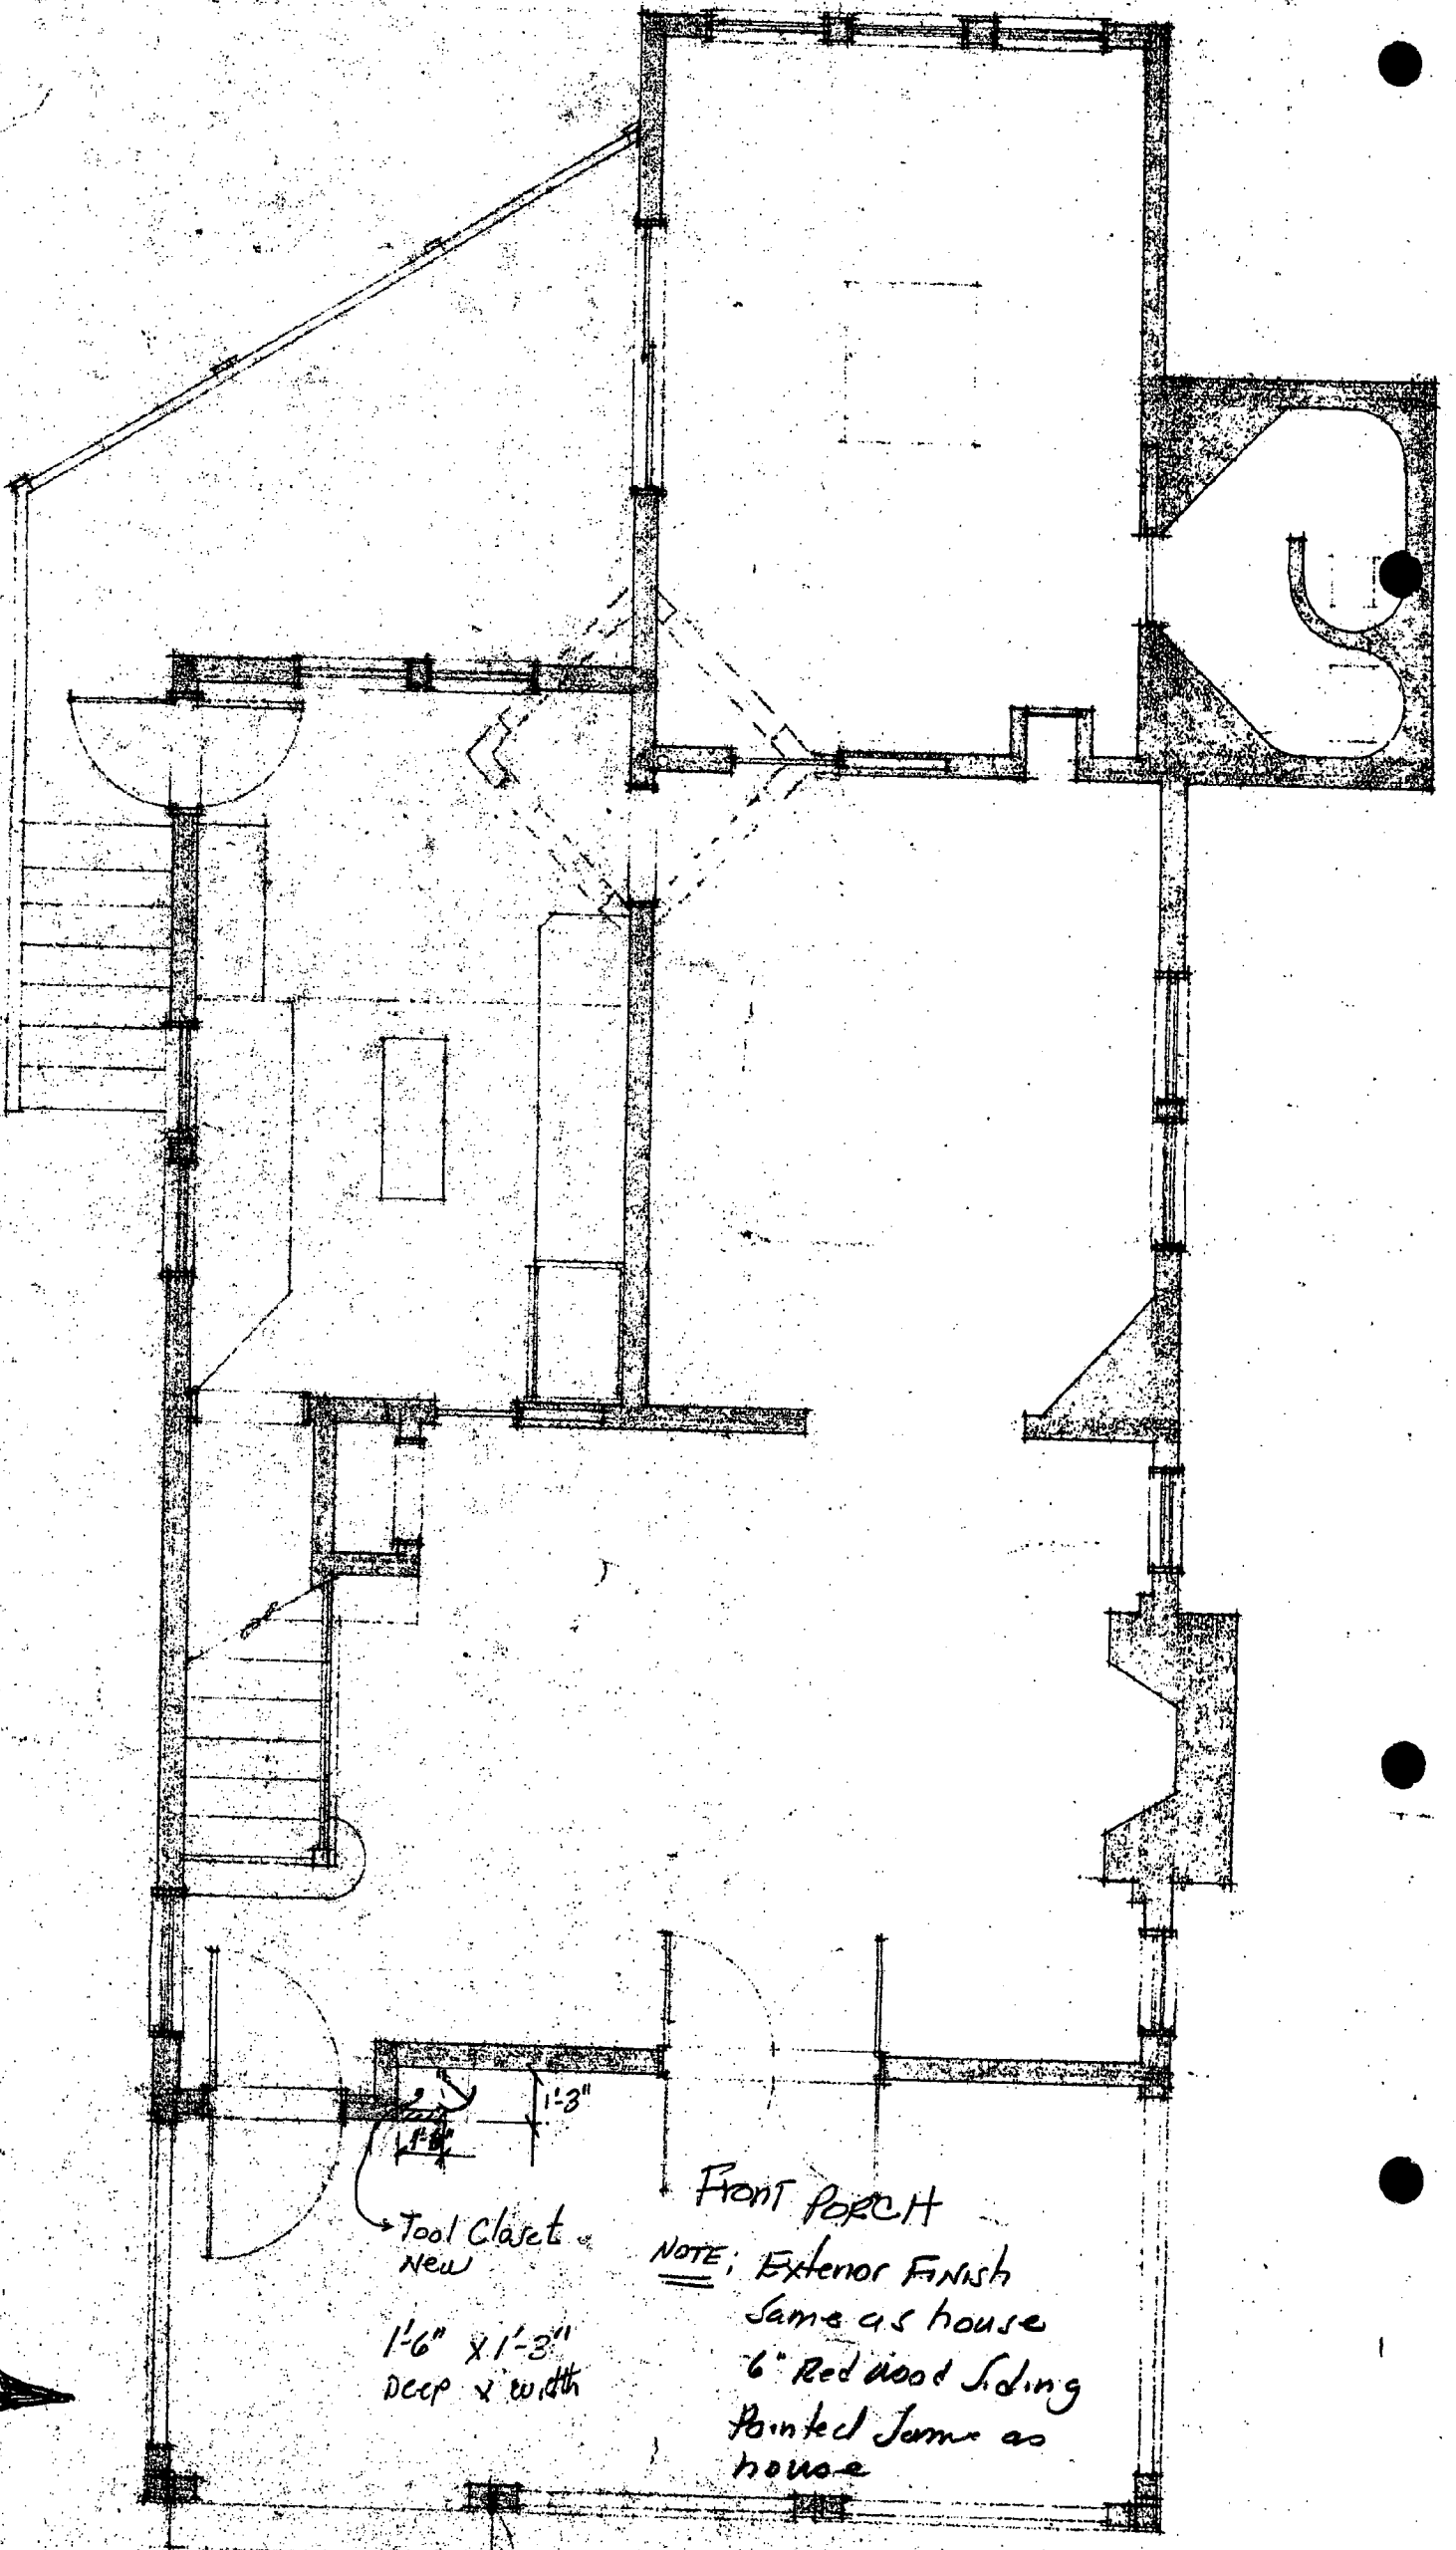 1'-3"
1'-6"
Tool Closet
New
1'-6" x 1'-3"
Deep x width
Front PORCH
NOTE; Exterior FINISH
Same as house
6" Red wood Siding
Painted Same as
house